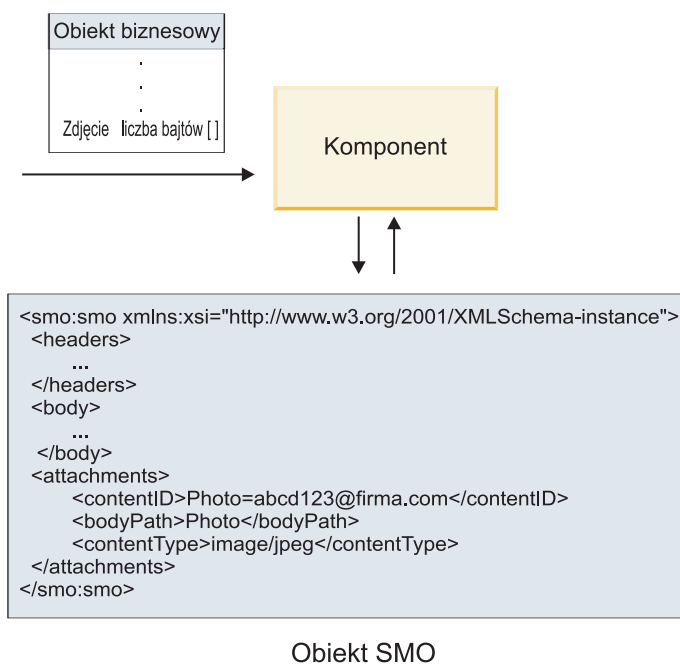 Obiekt biznesowy
.
.
.
Zdjęcie liczba bajtów [ ]
Komponent
<smo:smo xmlns:xsi="http://www.w3.org/2001/XMLSchema-instance">
<headers>
...
</headers>
<body>
...
</body>
<attachments>
<contentID>Photo=abcd123@firma.com</contentID>
<bodyPath>Photo</bodyPath>
<contentType>image/jpeg</contentType>
</attachments>
</smo:smo>
Obiekt SMO